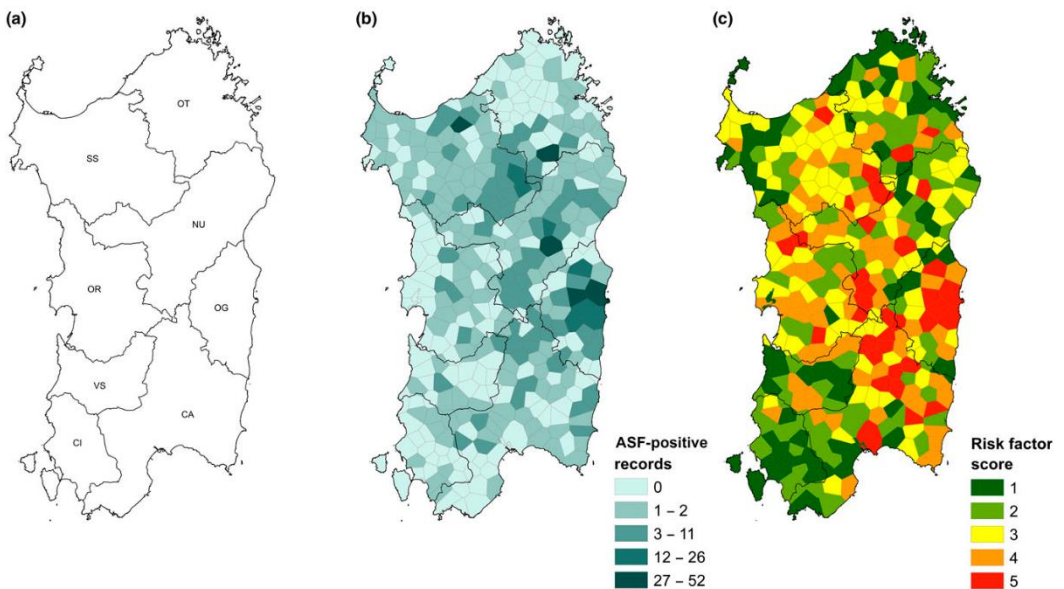 (a)
(b)
(c)
OT
SS
NU
OR
OG
VS
CA
CI
ASF-positive
records
0
1 – 2
3 – 11
12 – 26
27 – 52
Risk factor
score
1
2
3
4
5